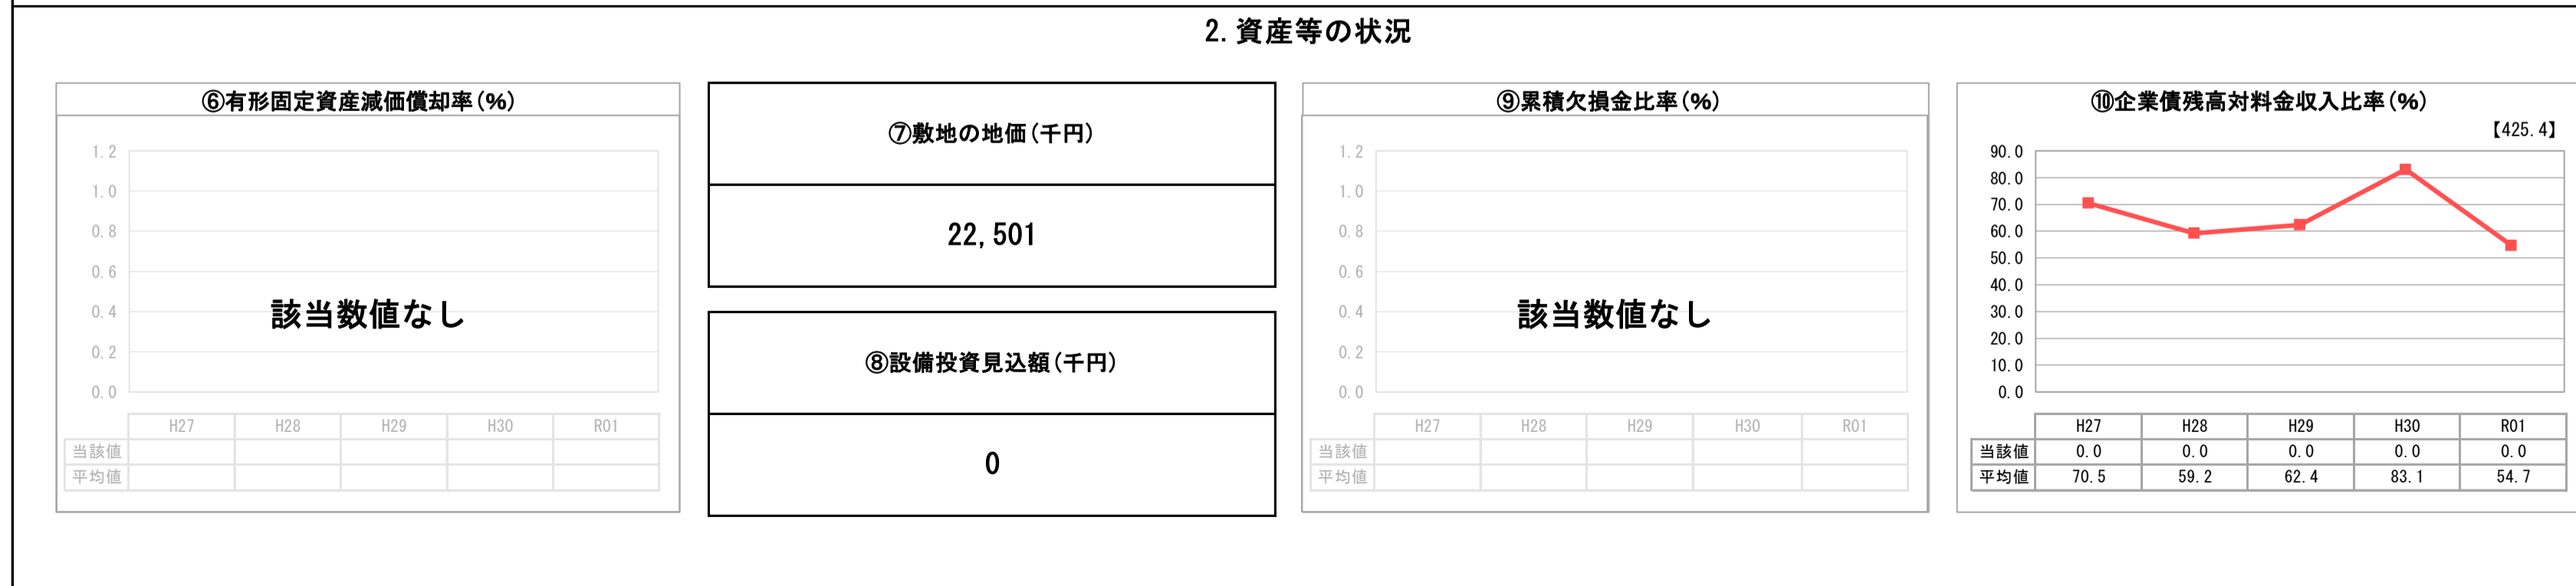 2.資産等の状況
⑥有形固定資産減価償却率(%)
1.2
1.0
0.8
0.6
0.4
0.2
0.0
該当数値なし
H27 H28 H29 H30 R01
当該値
平均値
⑦敷地の地価(千円)
22,501
⑧設備投資見込額(千円)
0
⑨累積欠損金比率(%)
1.2
1.0
0.8
0.6
0.4
0.2
0.0
該当数値なし
H27 H28 H29 H30 R01
当該値
平均値
⑩企業債残高対料金収入比率(%)
【425.4】
90.0
80.0
70.0
60.0
50.0
40.0
30.0
20.0
10.0
0.0
H27 H28 H29 H30 R01
当該値 0.0 0.0 0.0 0.0 0.0
平均値 70.5 59.2 62.4 83.1 54.7